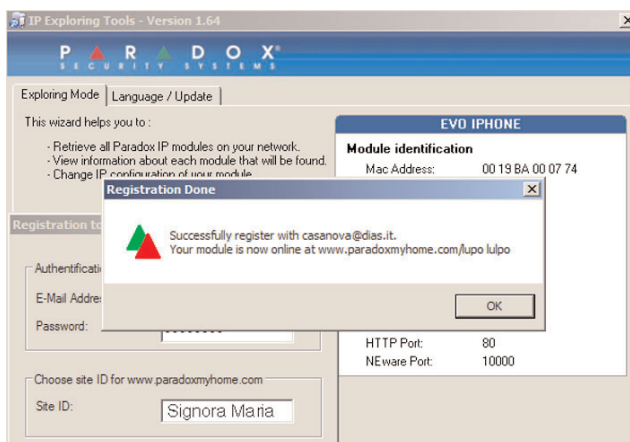 IP Exploring Tools - Version 1.64
PARADOX®
SECURITY SYSTEMS
Exploring Mode
Language / Update
This wizard helps you to :
- Retrieve all Paradox IP modules on your network.
- View information about each module that will be found.
- Change IP configuration of your module
EVO IPHONE
Module identification
Mac Address: 00 19 BA 00 07 74
Registration Done
Successfully register with casanova@dias.it.
Your module is now online at www.paradoxmyhome.com/lupo lulpo
OK
Registration to
Authentificati
E-Mail Addre
Password:
HTTP Port: 80
NEware Port: 10000
Choose site ID for www.paradoxmyhome.com
Site ID: Signora Maria